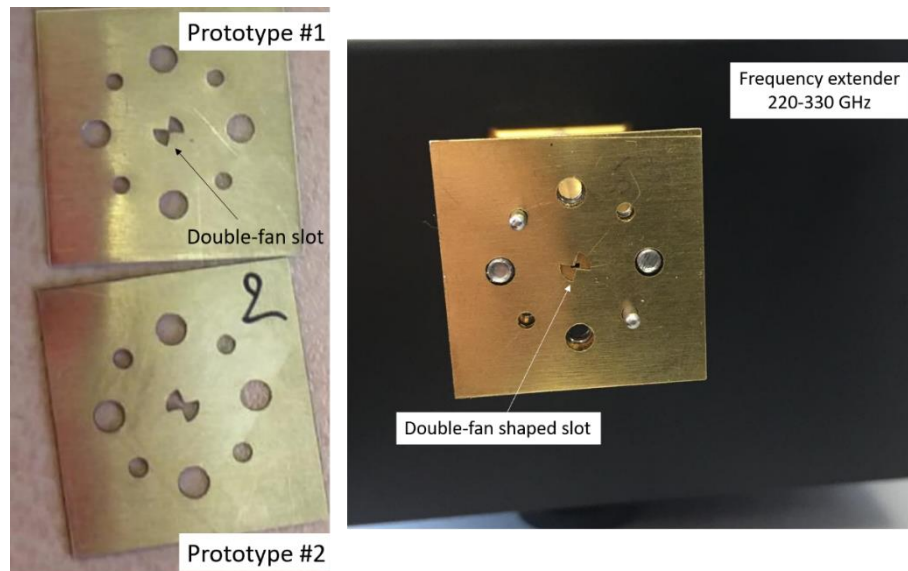 Prototype #1
Double-fan slot
2
Prototype #2
Frequency extender
220-330 GHz
Double-fan shaped slot